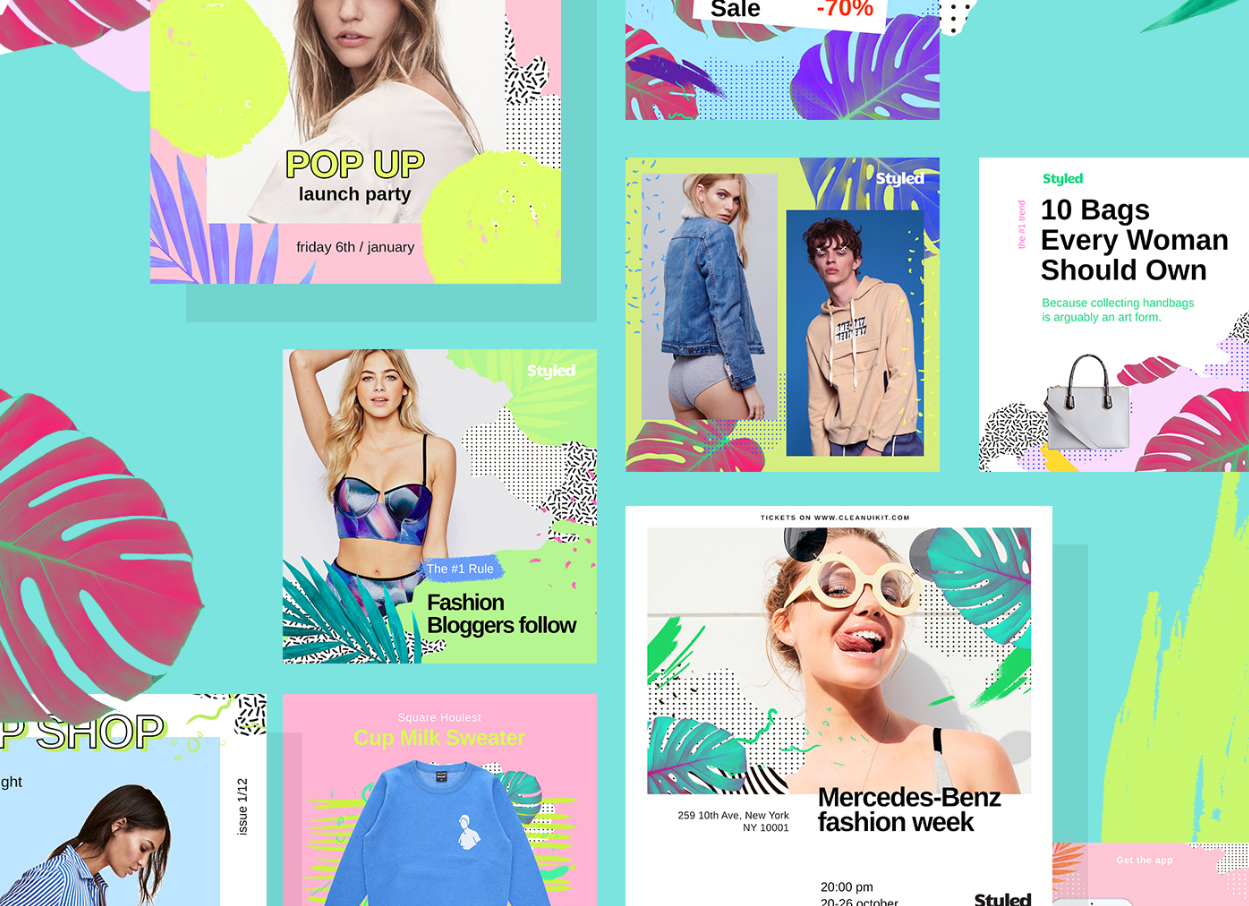 Sale -70%
POP UP
launch party
friday 6th / january
Styled
Styled
the #1 trend
10 Bags
Every Woman
Should Own
Because collecting handbags
is arguably an art form.
Styled
The #1 Rule
Fashion
Bloggers follow
TICKETS ON WWW.CLEANUIKIT.COM
Mercedes-Benz
fashion week
259 10th Ave, New York
NY 10001
20:00 pm
20-26 october
Styled
P SHOP
ght
issue 1/12
Square Houlest
Cup Milk Sweater
Get the app